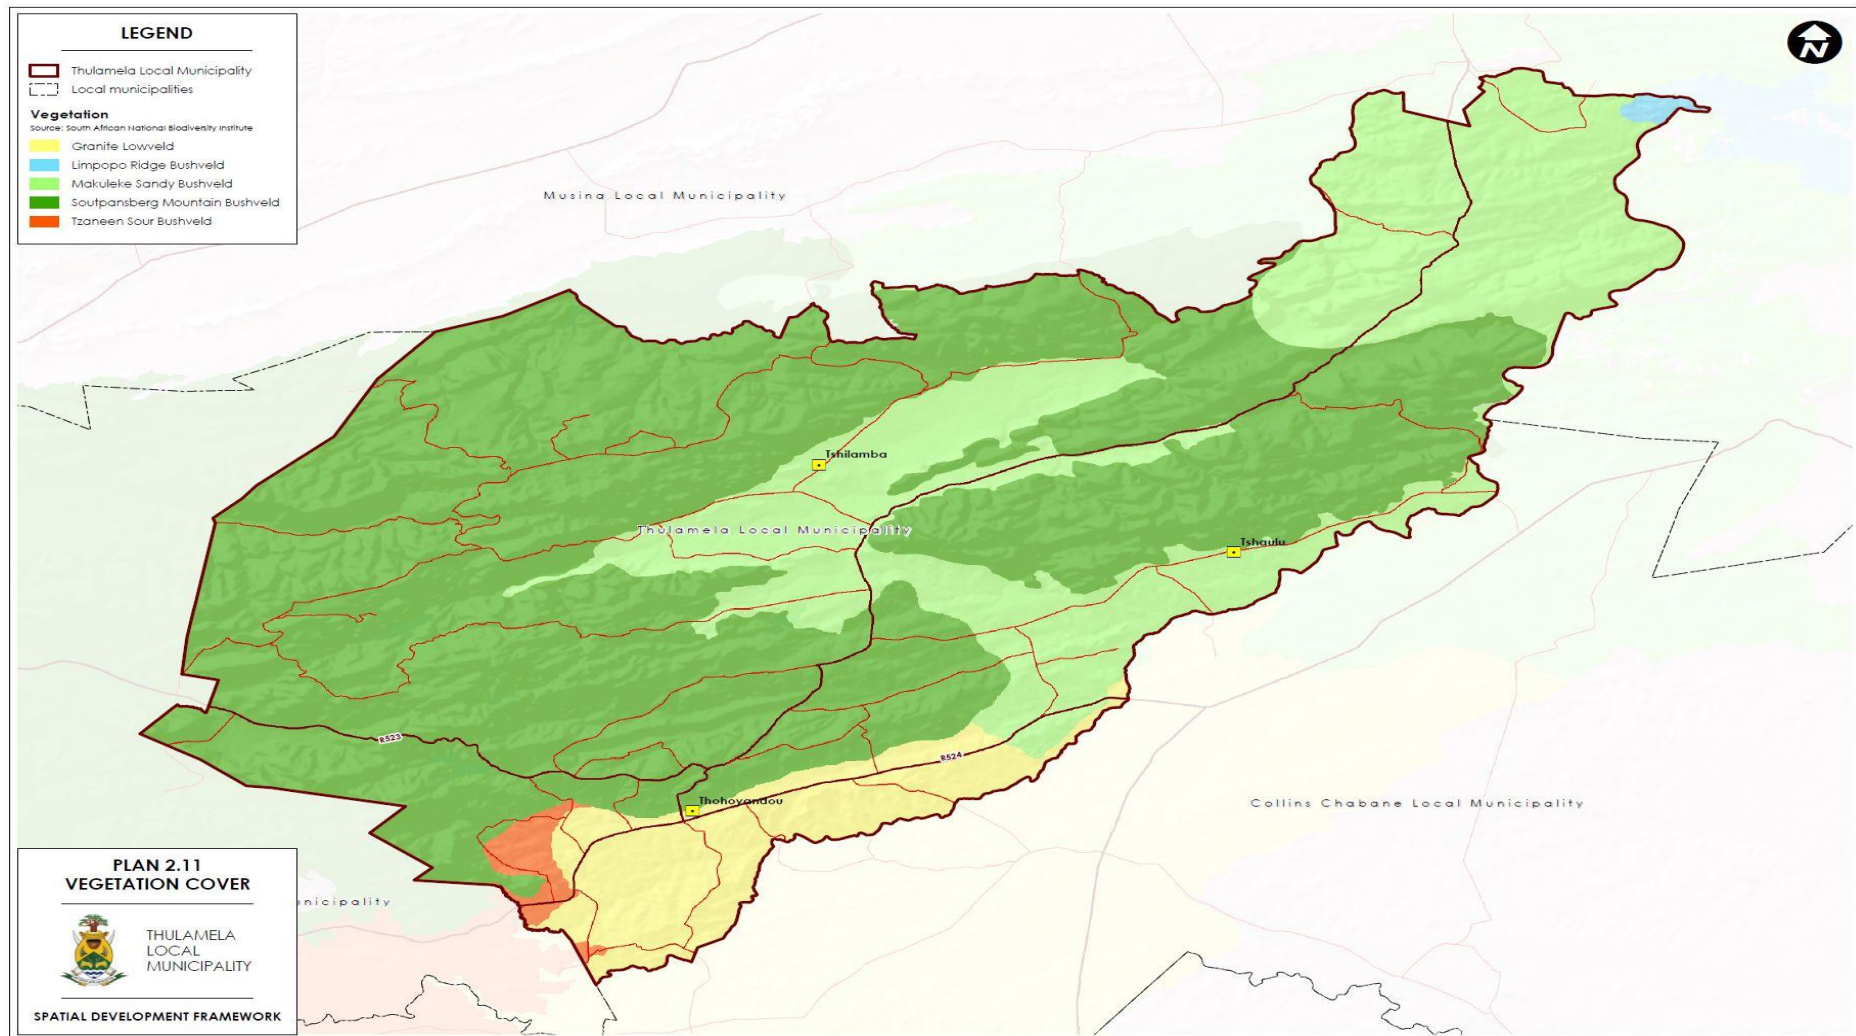 LEGEND
Thulamela Local Municipality
Local municipalities
Vegetation
Source: South African National Biodiversity Institute
Granite Lowveld
Limpopo Ridge Bushveld
Makuleke Sandy Bushveld
Soutpansberg Mountain Bushveld
Tzaneen Sour Bushveld
N
Musina Local Municipality
Tshilamba
Thulamela Local Municipality
Tshaulu
R523
R524
Thohoyandou
Collins Chabane Local Municipality
unicipality
PLAN 2.11
VEGETATION COVER
THULAMELA
LOCAL
MUNICIPALITY
SPATIAL DEVELOPMENT FRAMEWORK